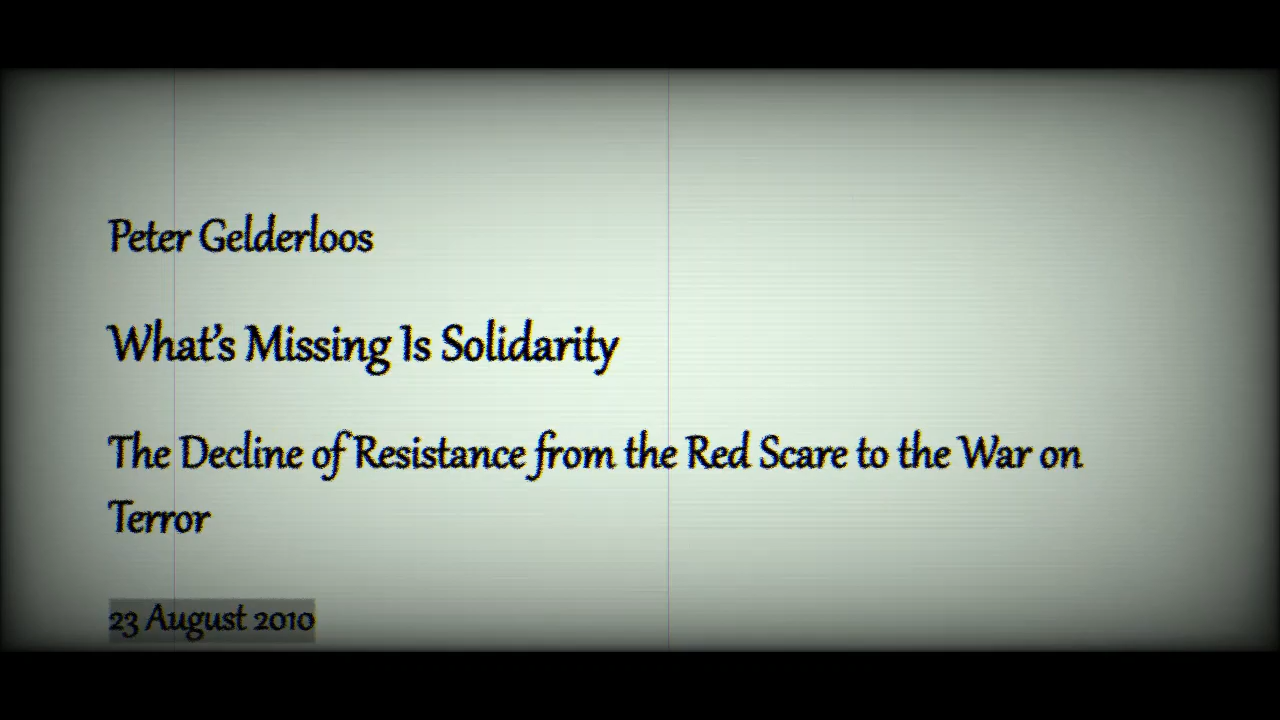 Peter Gelderloos
What's Missing Is Solidarity
The Decline of Resistance from the Red Scare to the War on
Terror
23 August 2010